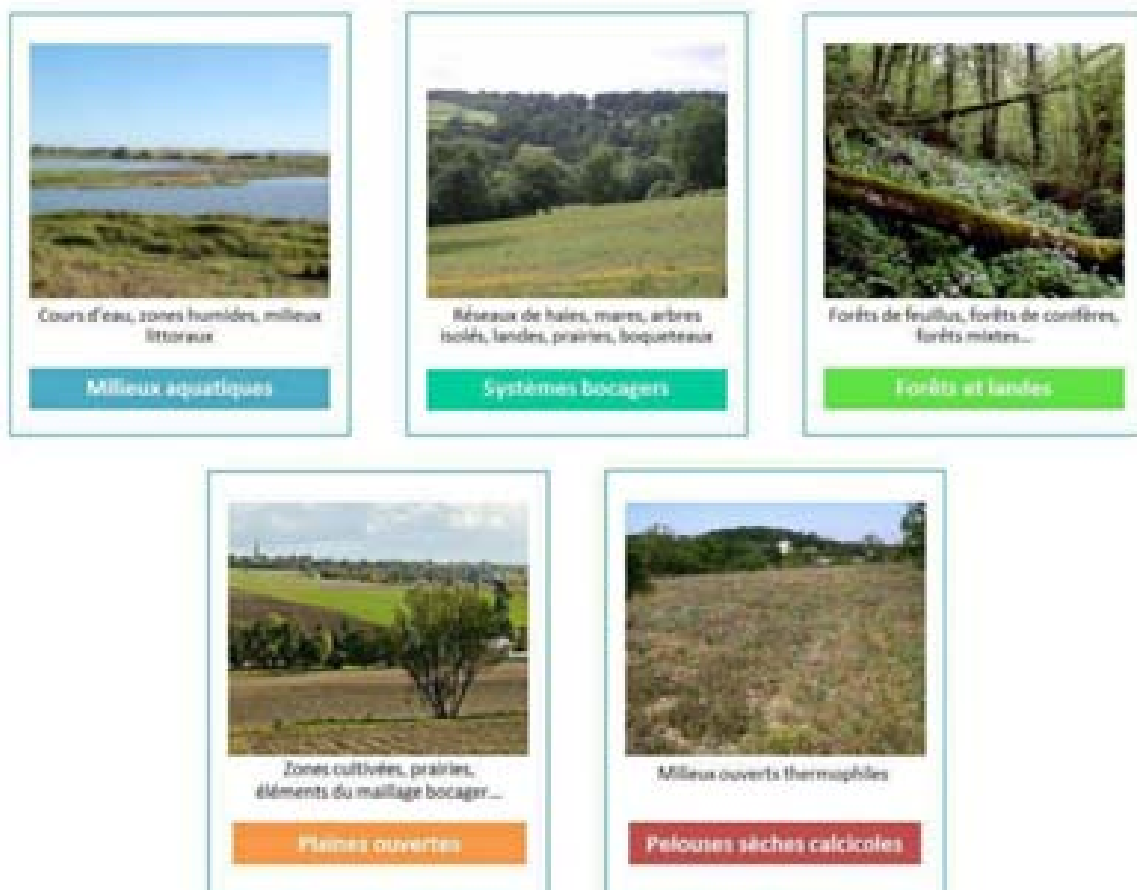 Cours d'eau, zones humides, milieux
littoraux
Milieux aquatiques
Réseaux de haies, mares, arbres
isolés, landes, prairies, boqueteaux
Systèmes bocagers
Forêts de feuillus, forêts de conifères,
forêts mixtes...
Forêts et landes
Zones cultivées, prairies,
éléments du maillage bocager...
Plaines ouvertes
Milieux ouverts thermophiles
Pelouses sèches calcicoles